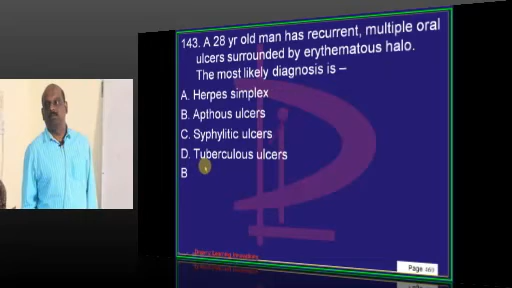 143. A 28 yr old man has recurrent, multiple oral
ulcers surrounded by erythematous halo.
The most likely diagnosis is –
A. Herpes simplex
B. Apthous ulcers
C. Syphylitic ulcers
D. Tuberculous ulcers
B
Page 460